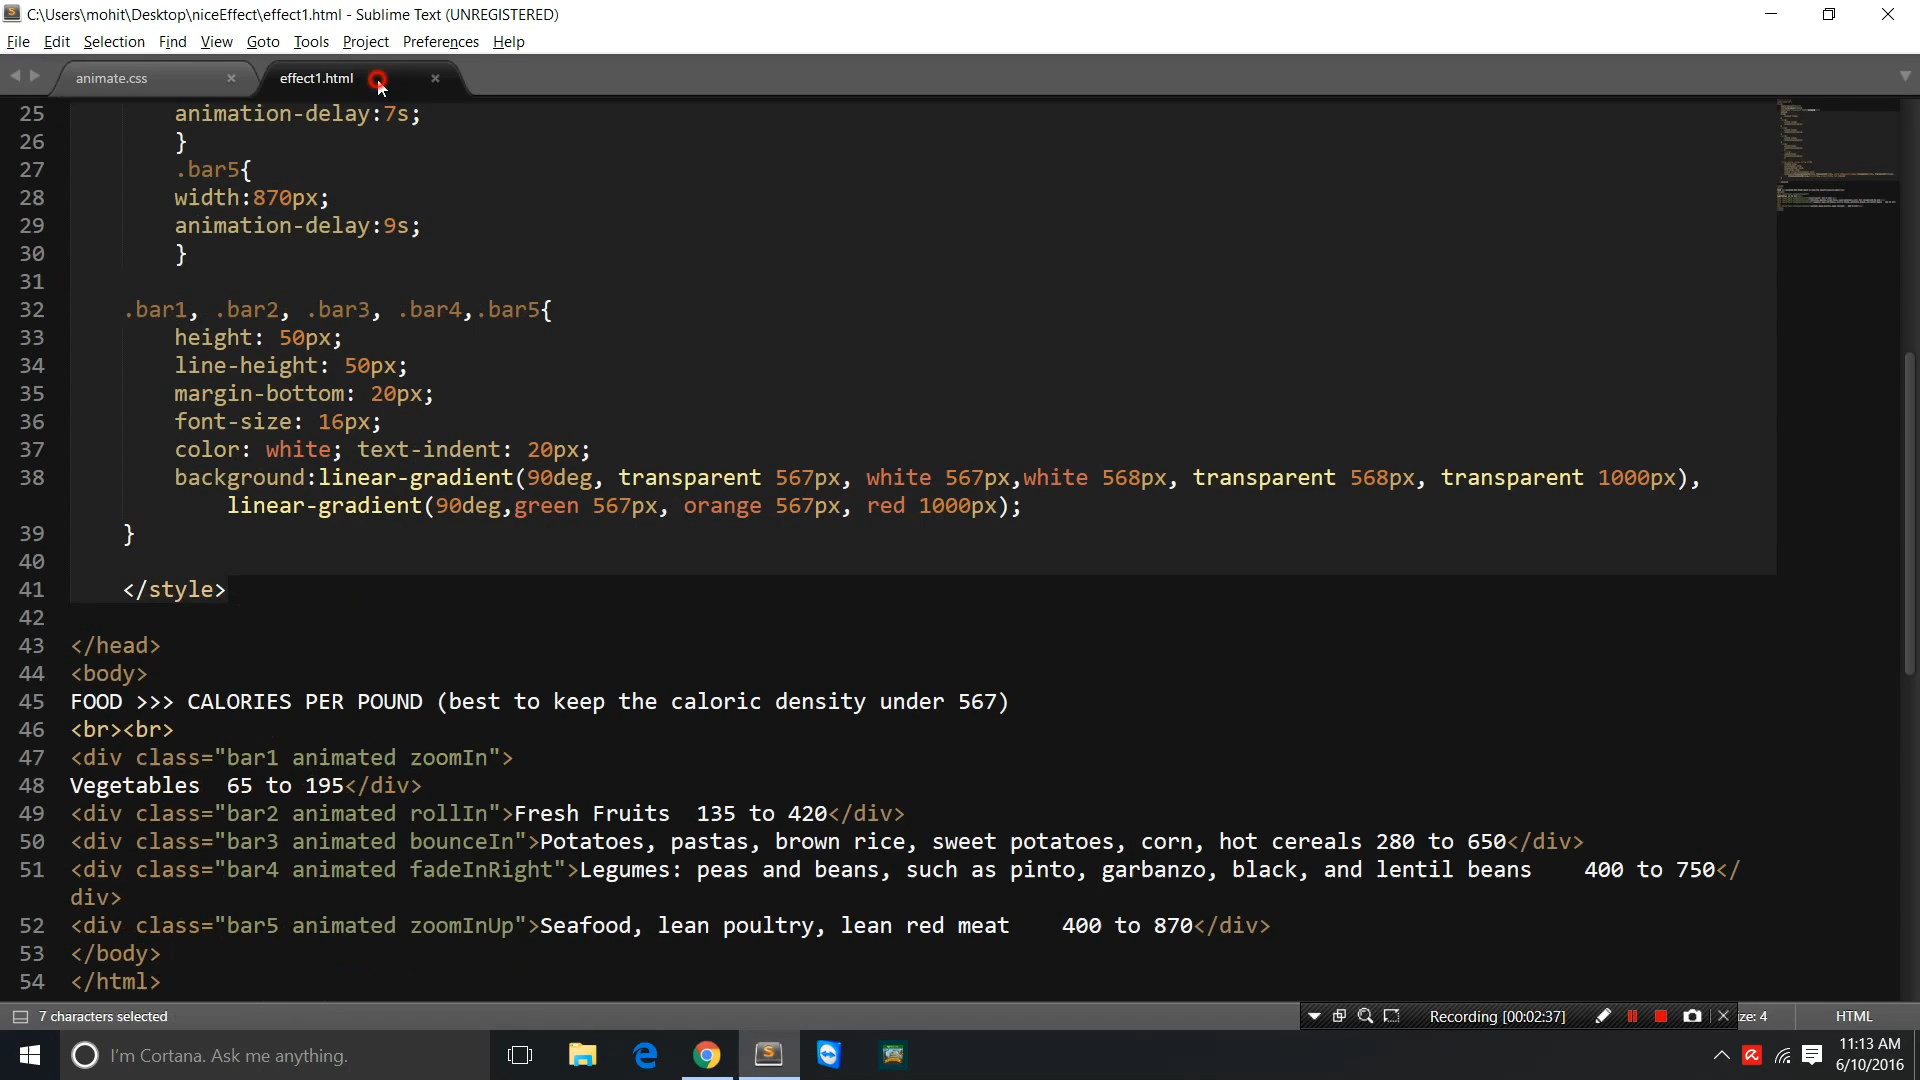 C:\Users\mohit\Desktop\niceEffect\effect1.html - Sublime Text (UNREGISTERED)
File Edit Selection Find View Goto Tools Project Preferences Help
animate.css × effect1.html ×
25 animation-delay:7s;
26 }
27 .bar5{
28 width:870px;
29 animation-delay:9s;
30 }
31
32 .bar1, .bar2, .bar3, .bar4,.bar5{
33 height: 50px;
34 line-height: 50px;
35 margin-bottom: 20px;
36 font-size: 16px;
37 color: white; text-indent: 20px;
38 background:linear-gradient(90deg, transparent 567px, white 567px,white 568px, transparent 568px, transparent 1000px),
linear-gradient(90deg,green 567px, orange 567px, red 1000px);
39 }
40
41 </style>
42
43 </head>
44 <body>
45 FOOD >>> CALORIES PER POUND (best to keep the caloric density under 567)
46 <br><br>
47 <div class="bar1 animated zoomIn">
48 Vegetables  65 to 195</div>
49 <div class="bar2 animated rollIn">Fresh Fruits  135 to 420</div>
50 <div class="bar3 animated bounceIn">Potatoes, pastas, brown rice, sweet potatoes, corn, hot cereals 280 to 650</div>
51 <div class="bar4 animated fadeInRight">Legumes: peas and beans, such as pinto, garbanzo, black, and lentil beans    400 to 750</
div>
52 <div class="bar5 animated zoomInUp">Seafood, lean poultry, lean red meat    400 to 870</div>
53 </body>
54 </html>
7 characters selected Recording [00:02:37] ze: 4 HTML
I'm Cortana. Ask me anything. 11:13 AM
6/10/2016